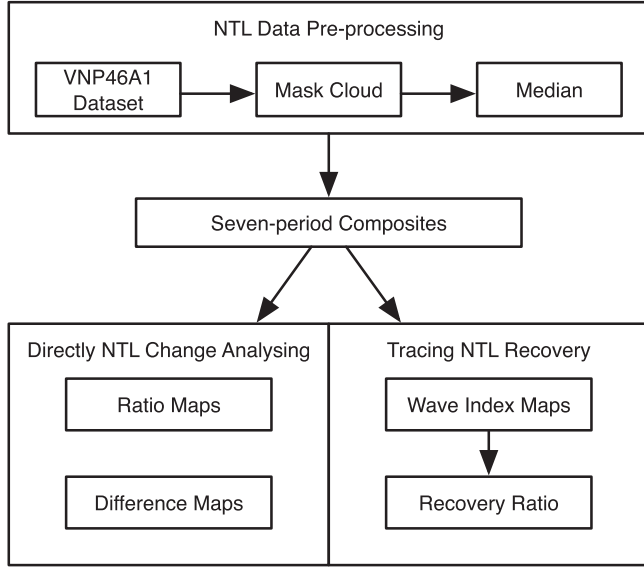 NTL Data Pre-processing
VNP46A1
Dataset
Mask Cloud
Median
Seven-period Composites
Directly NTL Change Analysing
Ratio Maps
Difference Maps
Tracing NTL Recovery
Wave Index Maps
Recovery Ratio